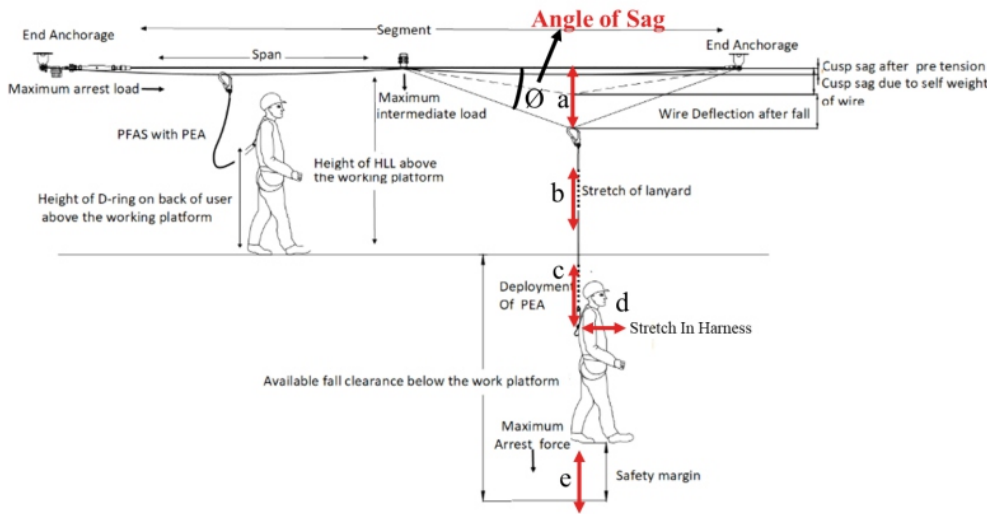 Angle of Sag
Segment
End Anchorage
End Anchorage
Span
Cusp sag after pre tension
Cusp sag due to self weight
of wire
Maximum arrest load
Maximum
intermediate load
Ø
a
Wire Deflection after fall
PFAS with PEA
Height of HLL above
the working platform
b
Stretch of lanyard
Height of D-ring on back of user
above the working platform
c
Deployment
Of PEA
d
Stretch In Harness
Available fall clearance below the work platform
Maximum
Arrest force
e
Safety margin